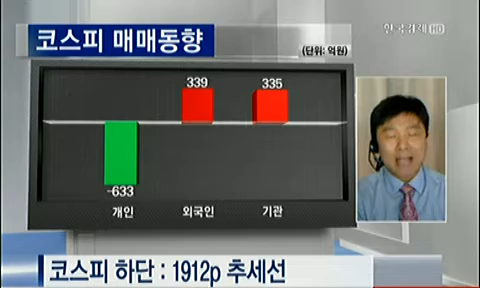 코스피 매매동향
한국경제HD
(단위: 억원)
339
335
-633
개인
외국인
기관
코스피 하단 : 1912p 추세선